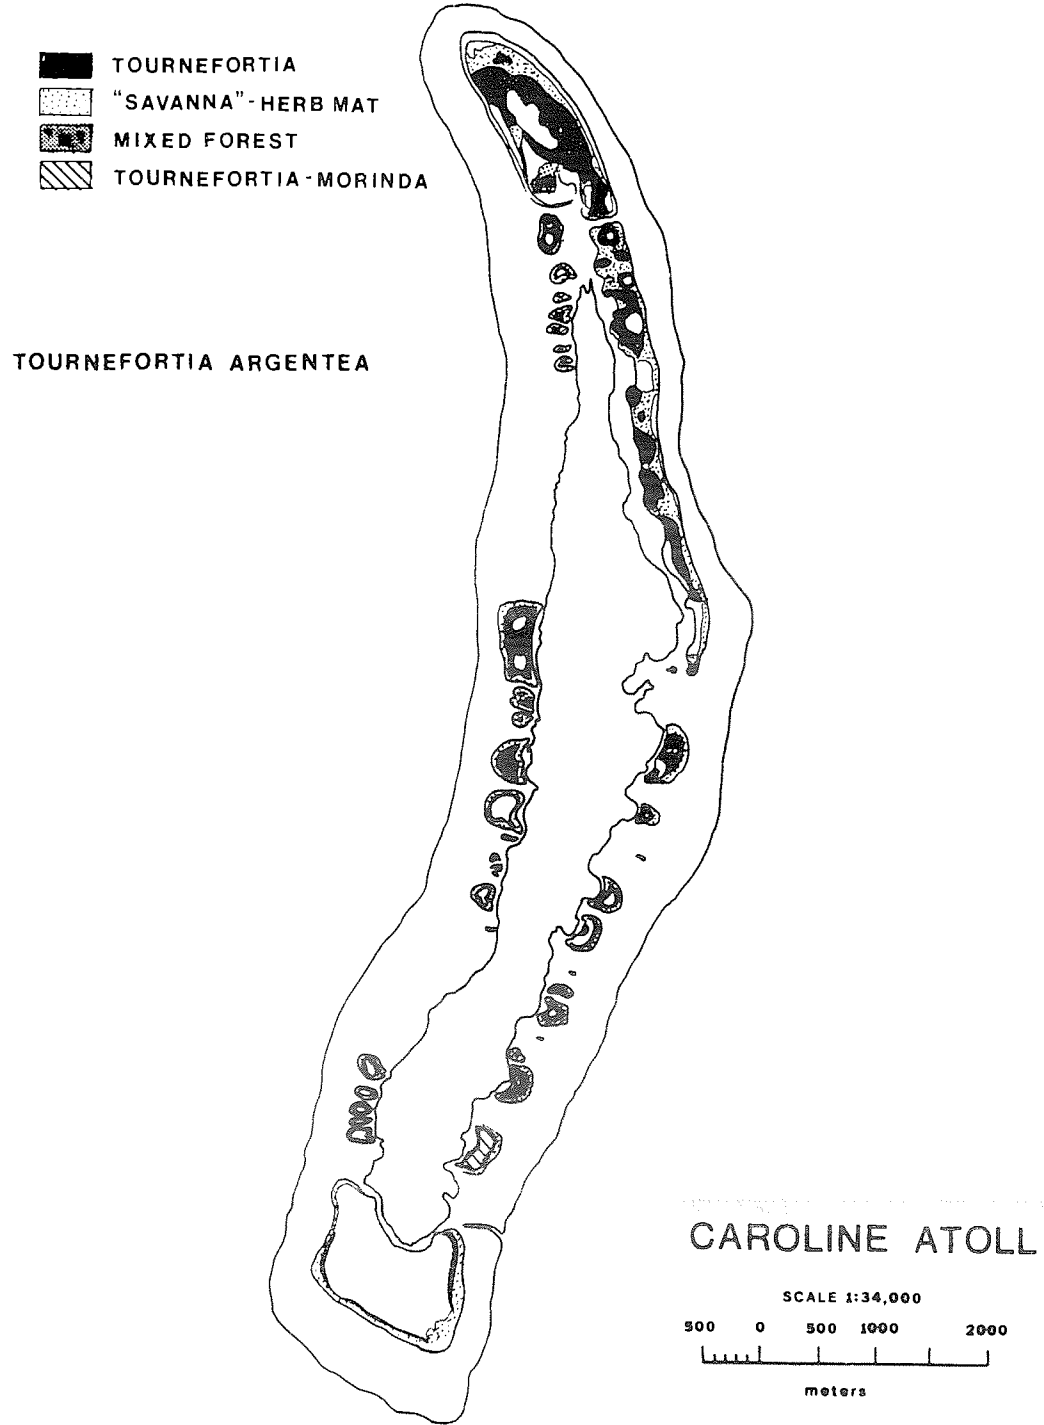 TOURNEFORTIA
"SAVANNA"-HERB MAT
MIXED FOREST
TOURNEFORTIA-MORINDA
TOURNEFORTIA ARGENTEA
CAROLINE ATOLL
SCALE 1:34,000
500 0 500 1000 2000
meters